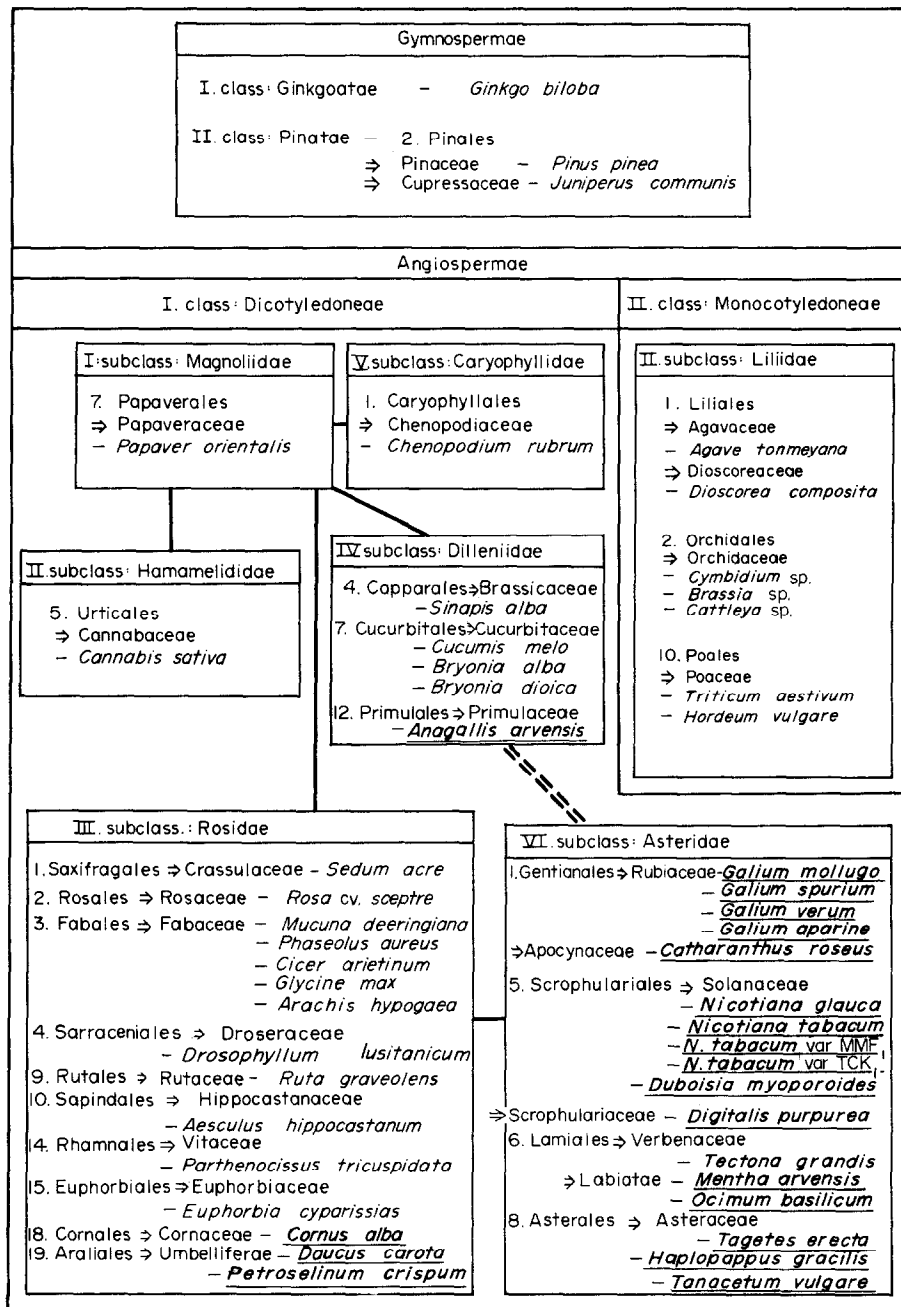 Gymnospermae
I. class: Ginkgoatae – Ginkgo biloba
II. class: Pinatae – 2. Pinales
⇒ Pinaceae – Pinus pinea
⇒ Cupressaceae – Juniperus communis
Angiospermae
I. class: Dicotyledoneae
I: subclass: Magnoliidae
7. Papaverales
⇒ Papaveraceae
– Papaver orientalis
V. subclass: Caryophyllidae
1. Caryophyllales
⇒ Chenopodiaceae
– Chenopodium rubrum
II. subclass: Hamamelididae
5. Urticales
⇒ Cannabaceae
– Cannabis sativa
IV subclass: Dilleniidae
4. Capparales ⇒ Brassicaceae
– Sinapis alba
7. Cucurbitales ⇒ Cucurbitaceae
– Cucumis melo
– Bryonia alba
– Bryonia dioica
12. Primulales ⇒ Primulaceae
– Anagallis arvensis
II. class: Monocotyledoneae
II. subclass: Liliidae
1. Liliales
⇒ Agavaceae
– Agave tonmeyana
⇒ Dioscoreaceae
– Dioscorea composita
2. Orchidales
⇒ Orchidaceae
– Cymbidium sp.
– Brassia sp.
– Cattleya sp.
10. Poales
⇒ Poaceae
– Triticum aestivum
– Hordeum vulgare
III. subclass.: Rosidae
1. Saxifragales ⇒ Crassulaceae – Sedum acre
2. Rosales ⇒ Rosaceae – Rosa cv. sceptre
3. Fabales ⇒ Fabaceae – Mucuna deeringiana
– Phaseolus aureus
– Cicer arietinum
– Glycine max
– Arachis hypogaea
4. Sarraceniales ⇒ Droseraceae
– Drosophyllum lusitanicum
9. Rutales ⇒ Rutaceae – Ruta graveolens
10. Sapindales ⇒ Hippocastanaceae
– Aesculus hippocastanum
14. Rhamnales ⇒ Vitaceae
– Parthenocissus tricuspidata
15. Euphorbiales ⇒ Euphorbiaceae
– Euphorbia cyparissias
18. Cornales ⇒ Cornaceae – Cornus alba
19. Araliales ⇒ Umbelliferae – Daucus carota
– Petroselinum crispum
VI. subclass: Asteridae
1. Gentianales ⇒ Rubiaceae – Galium mollugo
– Galium spurium
– Galium verum
– Galium aparine
⇒ Apocynaceae – Catharanthus roseus
5. Scrophulariales ⇒ Solanaceae
– Nicotiana glauca
– Nicotiana tabacum
– N. tabacum var MMF
– N. tabacum var TCK
– Duboisia myoporoides
⇒ Scrophulariaceae – Digitalis purpurea
6. Lamiales ⇒ Verbenaceae
– Tectona grandis
⇒ Labiatae – Mentha arvensis
– Ocimum basilicum
8. Asterales ⇒ Asteraceae
– Tagetes erecta
– Haplopappus gracilis
– Tanacetum vulgare